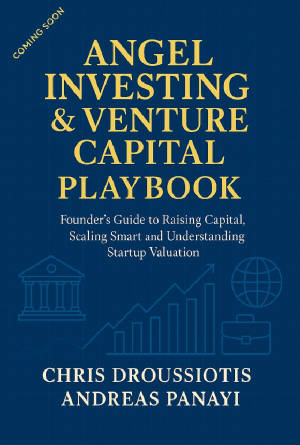 COMING SOON
ANGEL
INVESTING
& VENTURE
CAPITAL
PLAYBOOK
Founder's Guide to Raising Capital,
Scaling Smart and Understanding
Startup Valuation
CHRIS DROUSSIOTIS
ANDREAS PANAYI